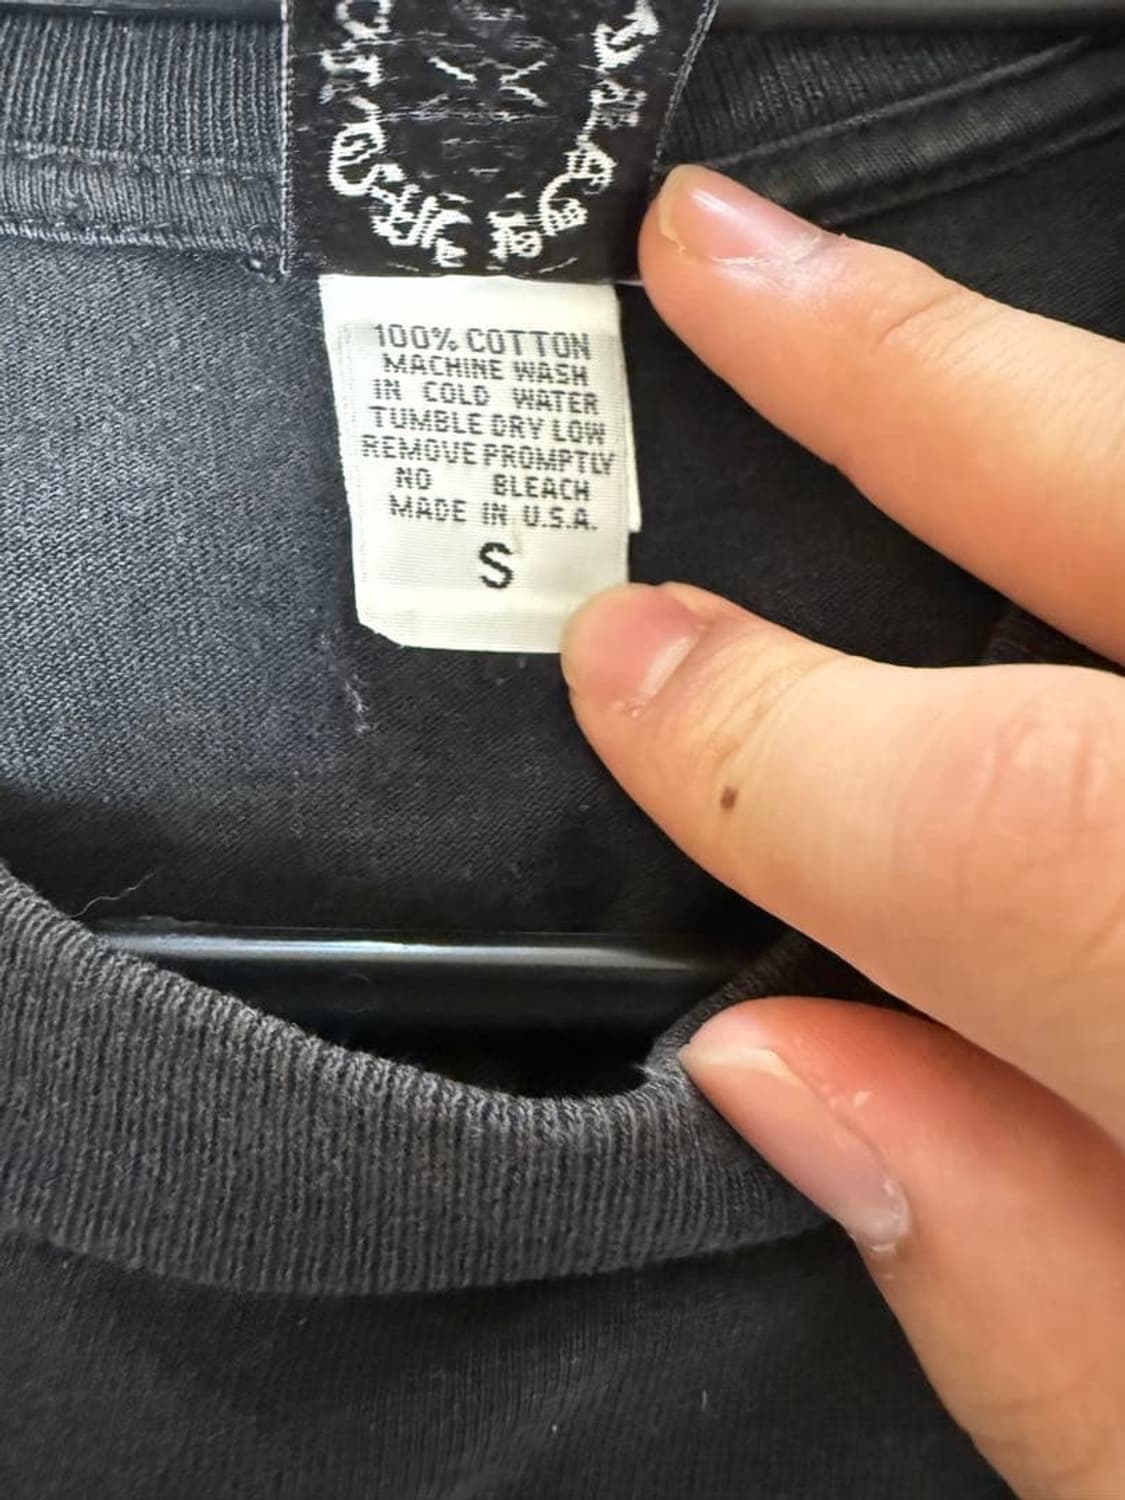 100% COTTON
MACHINE WASH
IN COLD WATER
TUMBLE DRY LOW
REMOVE PROMPTLY
NO BLEACH
MADE IN U.S.A.
S